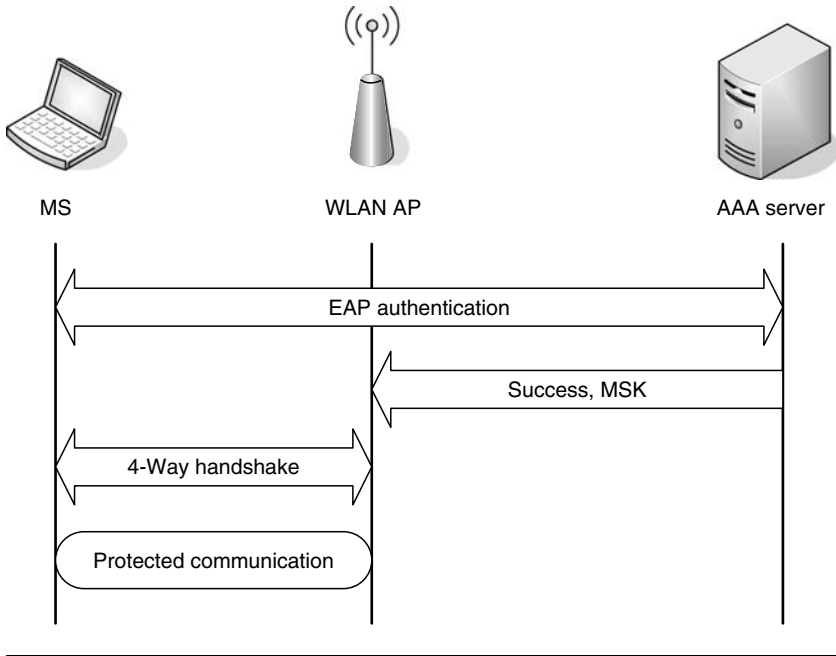 MS
WLAN AP
AAA server
EAP authentication
Success, MSK
4-Way handshake
Protected communication